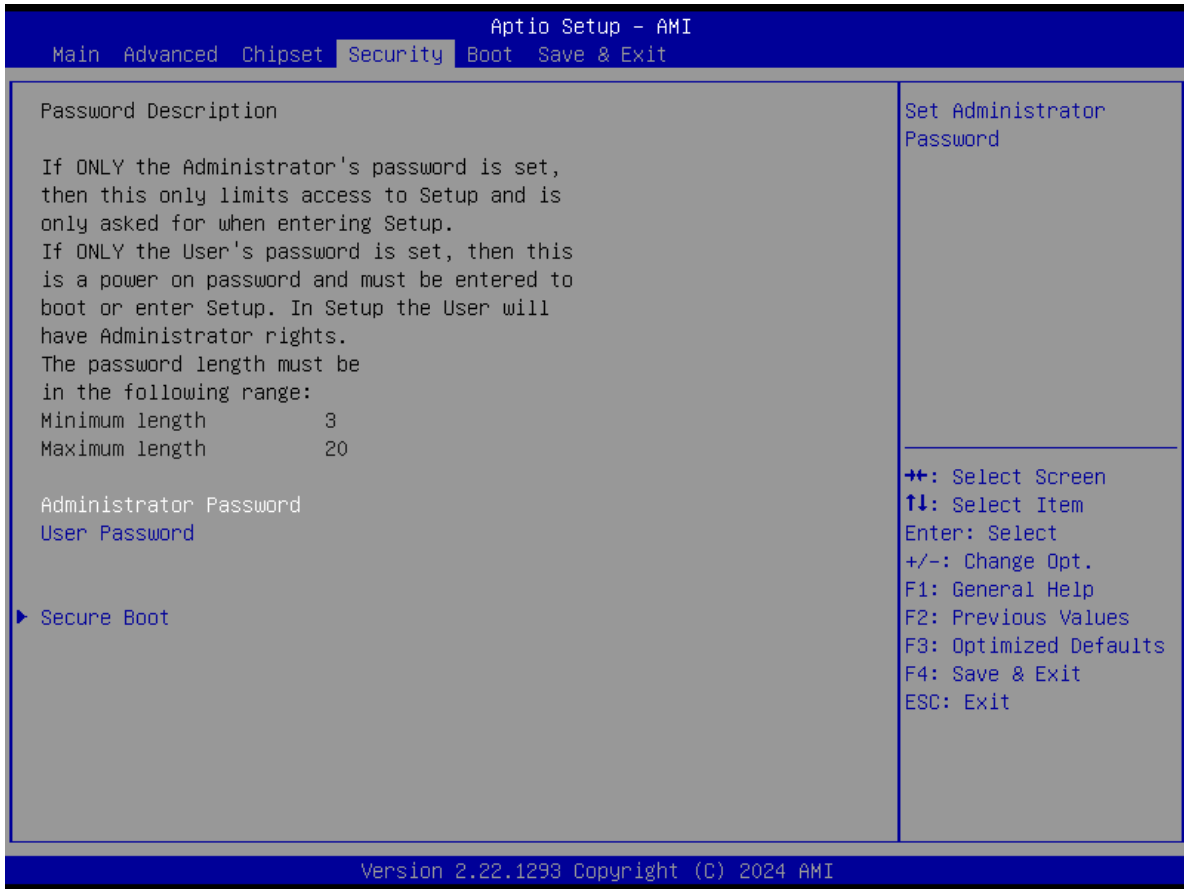 Aptio Setup – AMI
Main Advanced Chipset Security Boot Save & Exit
Password Description
If ONLY the Administrator's password is set,
then this only limits access to Setup and is
only asked for when entering Setup.
If ONLY the User's password is set, then this
is a power on password and must be entered to
boot or enter Setup. In Setup the User will
have Administrator rights.
The password length must be
in the following range:
Minimum length 3
Maximum length 20
Administrator Password
User Password
Secure Boot
Set Administrator
Password
→←: Select Screen
↑↓: Select Item
Enter: Select
+/-: Change Opt.
F1: General Help
F2: Previous Values
F3: Optimized Defaults
F4: Save & Exit
ESC: Exit
Version 2.22.1293 Copyright (C) 2024 AMI